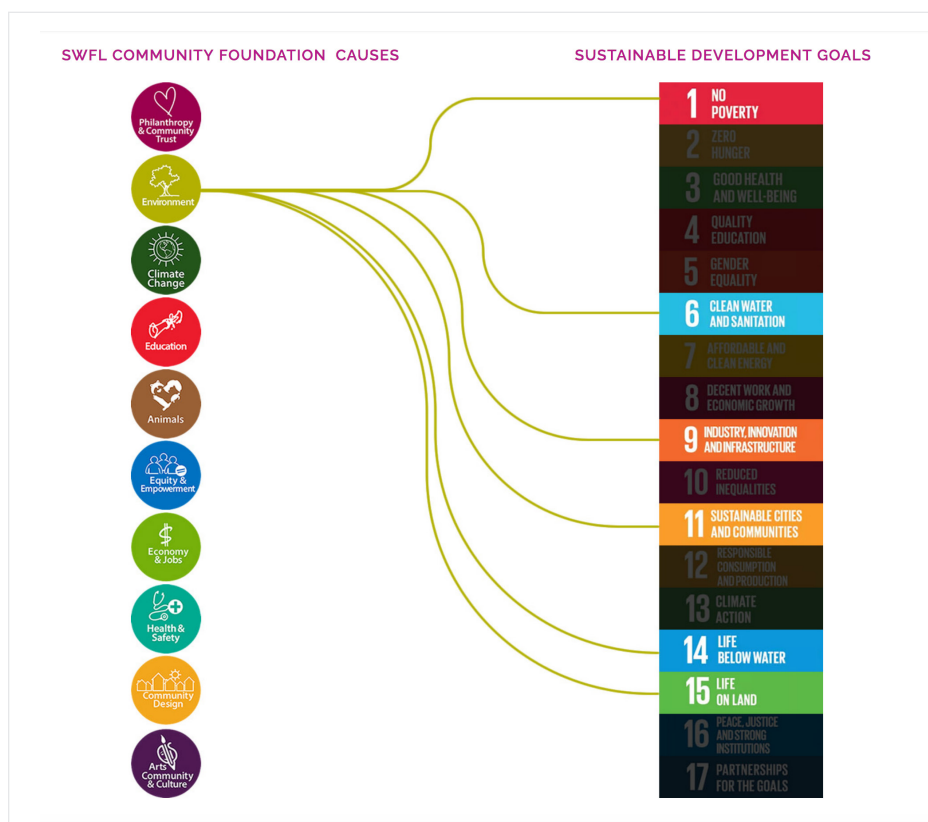 SWFL COMMUNITY FOUNDATION CAUSES
SUSTAINABLE DEVELOPMENT GOALS
Philanthropy
& Community
Trust
Environment
Climate
Change
Education
Animals
Equity &
Empowerment
Economy
& Jobs
Health &
Safety
Community
Design
Arts
Community
& Culture
1 NO
POVERTY
2 ZERO
HUNGER
3 GOOD HEALTH
AND WELL-BEING
4 QUALITY
EDUCATION
5 GENDER
EQUALITY
6 CLEAN WATER
AND SANITATION
7 AFFORDABLE AND
CLEAN ENERGY
8 DECENT WORK AND
ECONOMIC GROWTH
9 INDUSTRY, INNOVATION
AND INFRASTRUCTURE
10 REDUCED
INEQUALITIES
11 SUSTAINABLE CITIES
AND COMMUNITIES
12 RESPONSIBLE
CONSUMPTION
AND PRODUCTION
13 CLIMATE
ACTION
14 LIFE
BELOW WATER
15 LIFE
ON LAND
16 PEACE, JUSTICE
AND STRONG
INSTITUTIONS
17 PARTNERSHIPS
FOR THE GOALS